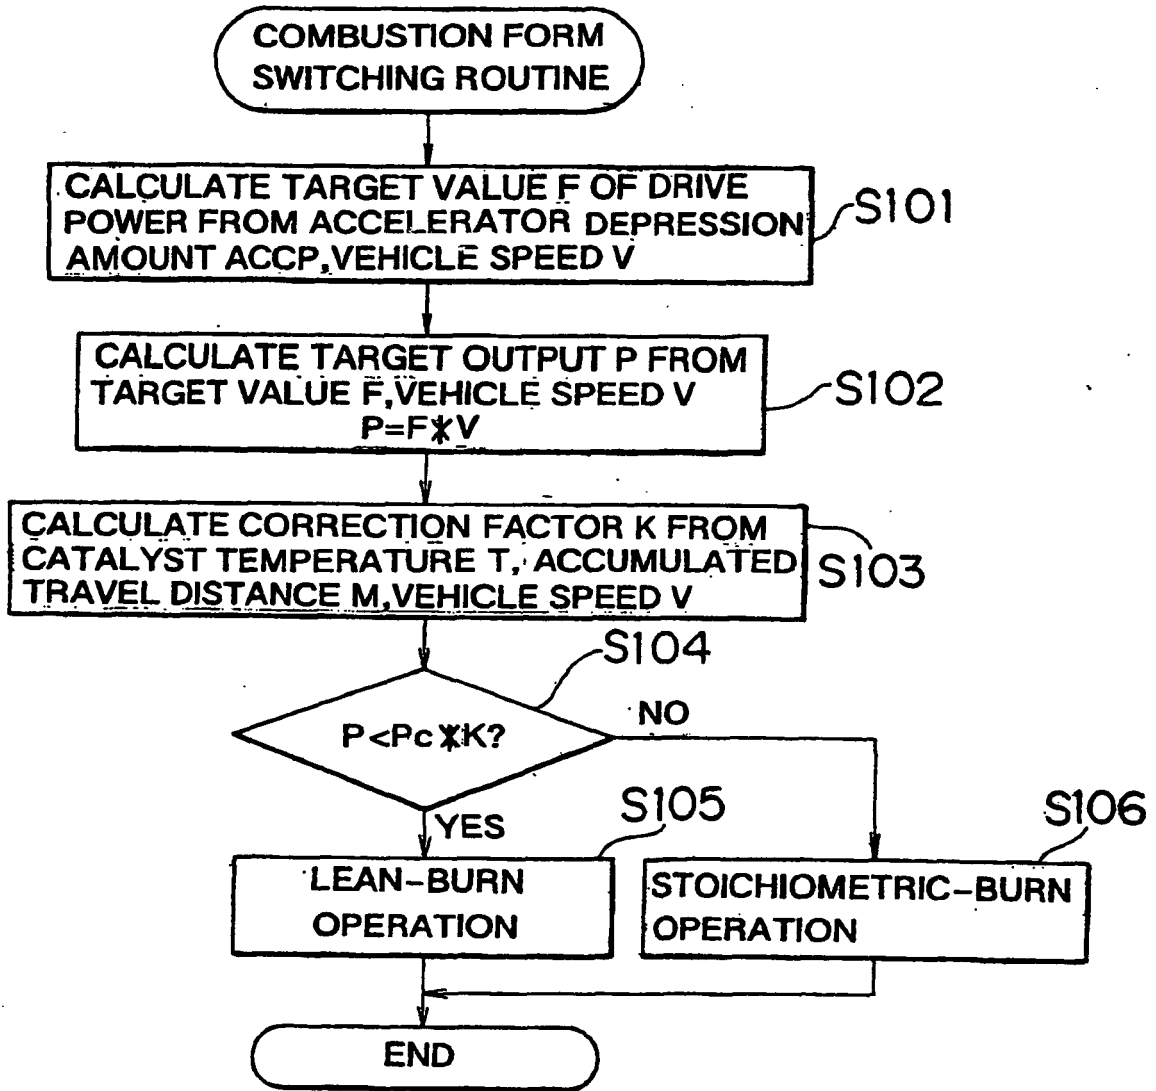 COMBUSTION FORM
SWITCHING ROUTINE
CALCULATE TARGET VALUE F OF DRIVE
POWER FROM ACCELERATOR DEPRESSION
AMOUNT ACCP,VEHICLE SPEED V
S101
CALCULATE TARGET OUTPUT P FROM
TARGET VALUE F,VEHICLE SPEED V
P=F*V
S102
CALCULATE CORRECTION FACTOR K FROM
CATALYST TEMPERATURE T, ACCUMULATED
TRAVEL DISTANCE M,VEHICLE SPEED V
S103
S104
P<Pc*K?
NO
YES
S105
LEAN-BURN
OPERATION
S106
STOICHIOMETRIC-BURN
OPERATION
END